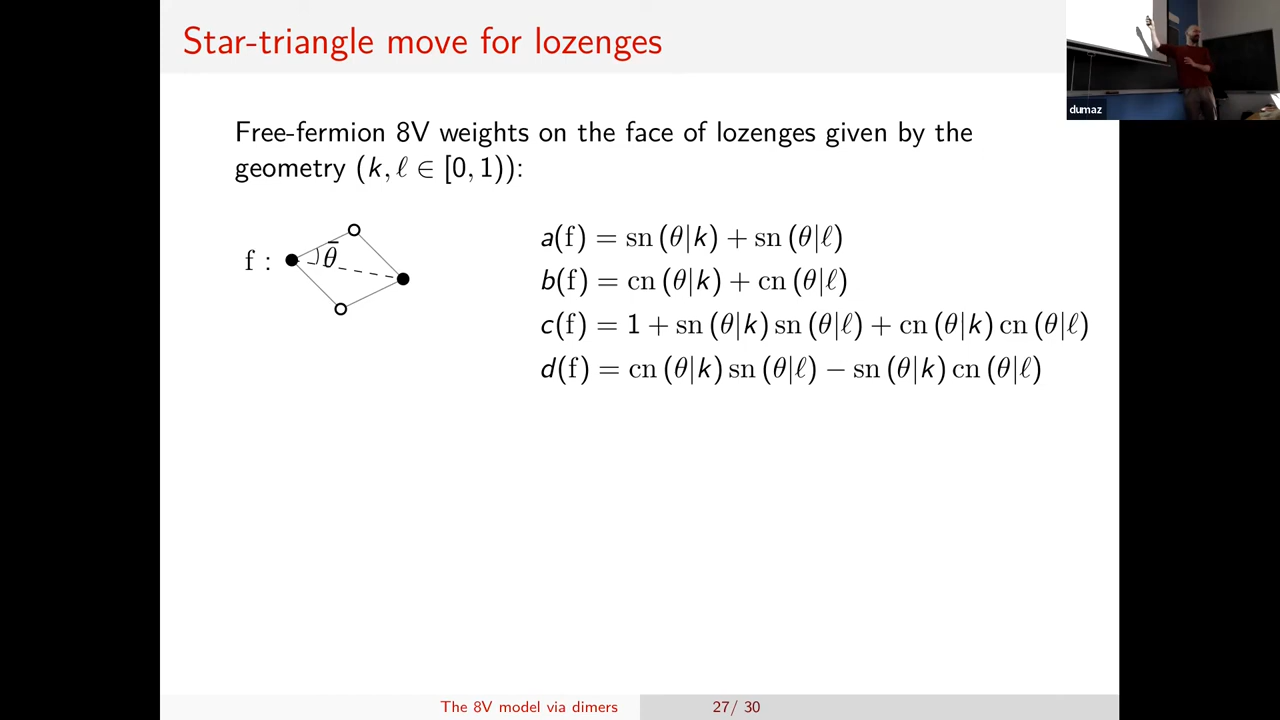 Star-triangle move for lozenges
dumaz
Free-fermion 8V weights on the face of lozenges given by the
geometry (k, ℓ ∈ [0, 1)):
f : θ̄
a(f) = sn (θ|k) + sn (θ|ℓ)
b(f) = cn (θ|k) + cn (θ|ℓ)
c(f) = 1 + sn (θ|k) sn (θ|ℓ) + cn (θ|k) cn (θ|ℓ)
d(f) = cn (θ|k) sn (θ|ℓ) − sn (θ|k) cn (θ|ℓ)
The 8V model via dimers
27/ 30